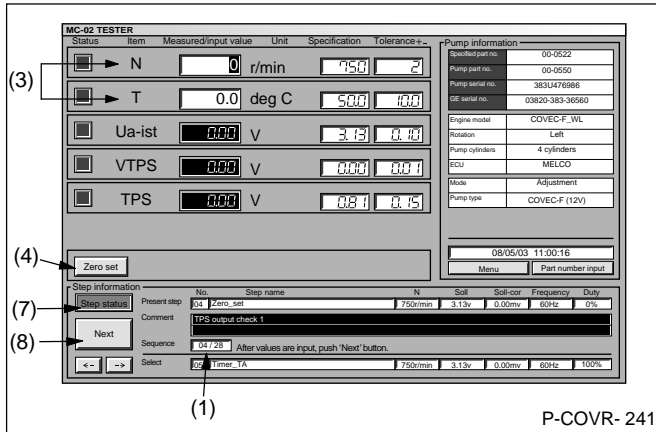 MC-02 TESTER
Status Item Measured/input value Unit Specification Tolerance+-
N 0 r/min 750 2
T 0.0 deg C 50.0 10.0
Ua-ist 0.00 V 3.13 0.10
VTPS 0.00 V 0.00 0.01
TPS 0.00 V 0.81 0.15
Zero set
Pump information
Specified part no. 00-0522
Pump part no. 00-0550
Pump serial no. 383U476986
GE serial no. 03820-383-36560
Engine model COVEC-F_WL
Rotation Left
Pump cylinders 4 cylinders
ECU MELCO
Mode Adjustment
Pump type COVEC-F (12V)
08/05/03 11:00:16
Menu Part number input
Step information
No. Step name N Soll Soll-cor Frequency Duty
Step status Present step 04 Zero_set 750r/min 3.13v 0.00mv 60Hz 0%
Comment TPS output check 1
Next
Sequence 04 / 28 After values are input, push 'Next' button.
<- -> Select 05 Timer_TA 750r/min 3.13v 0.00mv 60Hz 100%
(3)
(4)
(7)
(8)
(1)
P-COVR- 241